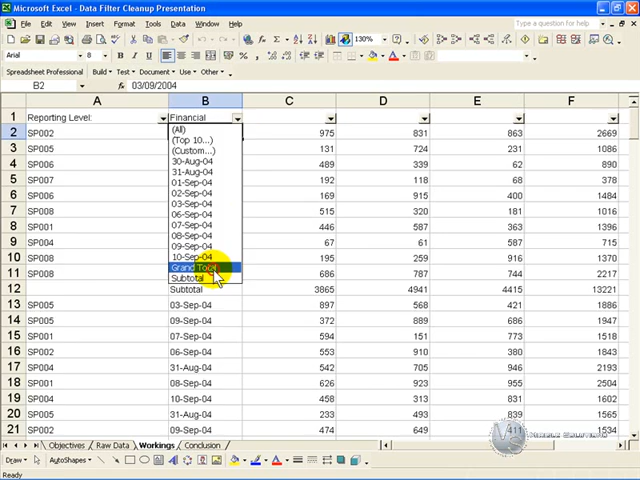 Microsoft Excel - Data Filter Cleanup Presentation
File Edit View Insert Format Tools Data Window Help
Type a question for help
130%
Arial 8 B I U
Spreadsheet Professional Build Test Document Use Other
B2 03/09/2004
A B C D E F
1 Reporting Level: Financial
2 SP002 975 831 863 2669
3 SP005 131 724 231 1086
4 SP006 489 339 62 890
5 SP007 192 118 68 378
6 SP006 169 915 400 1484
7 SP008 515 320 181 1016
8 SP001 446 587 363 1396
9 SP004 67 61 587 715
10 SP008 195 259 916 1370
11 SP008 686 787 744 2217
12 Subtotal 3865 4941 4415 13221
13 SP005 03-Sep-04 897 568 421 1886
14 SP005 09-Sep-04 372 889 686 1947
15 SP001 07-Sep-04 594 151 773 1518
16 SP002 06-Sep-04 553 910 380 1843
17 SP004 31-Aug-04 542 705 946 2193
18 SP001 08-Sep-04 626 923 955 2504
19 SP004 10-Sep-04 398 601 914 1913
20 SP005 31-Aug-04 233 493 839 1565
21 SP002 09-Sep-04 474 649 411 1534
(All)
(Top 10...)
(Custom...)
30-Aug-04
31-Aug-04
01-Sep-04
02-Sep-04
03-Sep-04
06-Sep-04
07-Sep-04
08-Sep-04
09-Sep-04
10-Sep-04
Grand Total
Subtotal
Objectives Raw Data Workings Conclusion
Draw AutoShapes
Ready